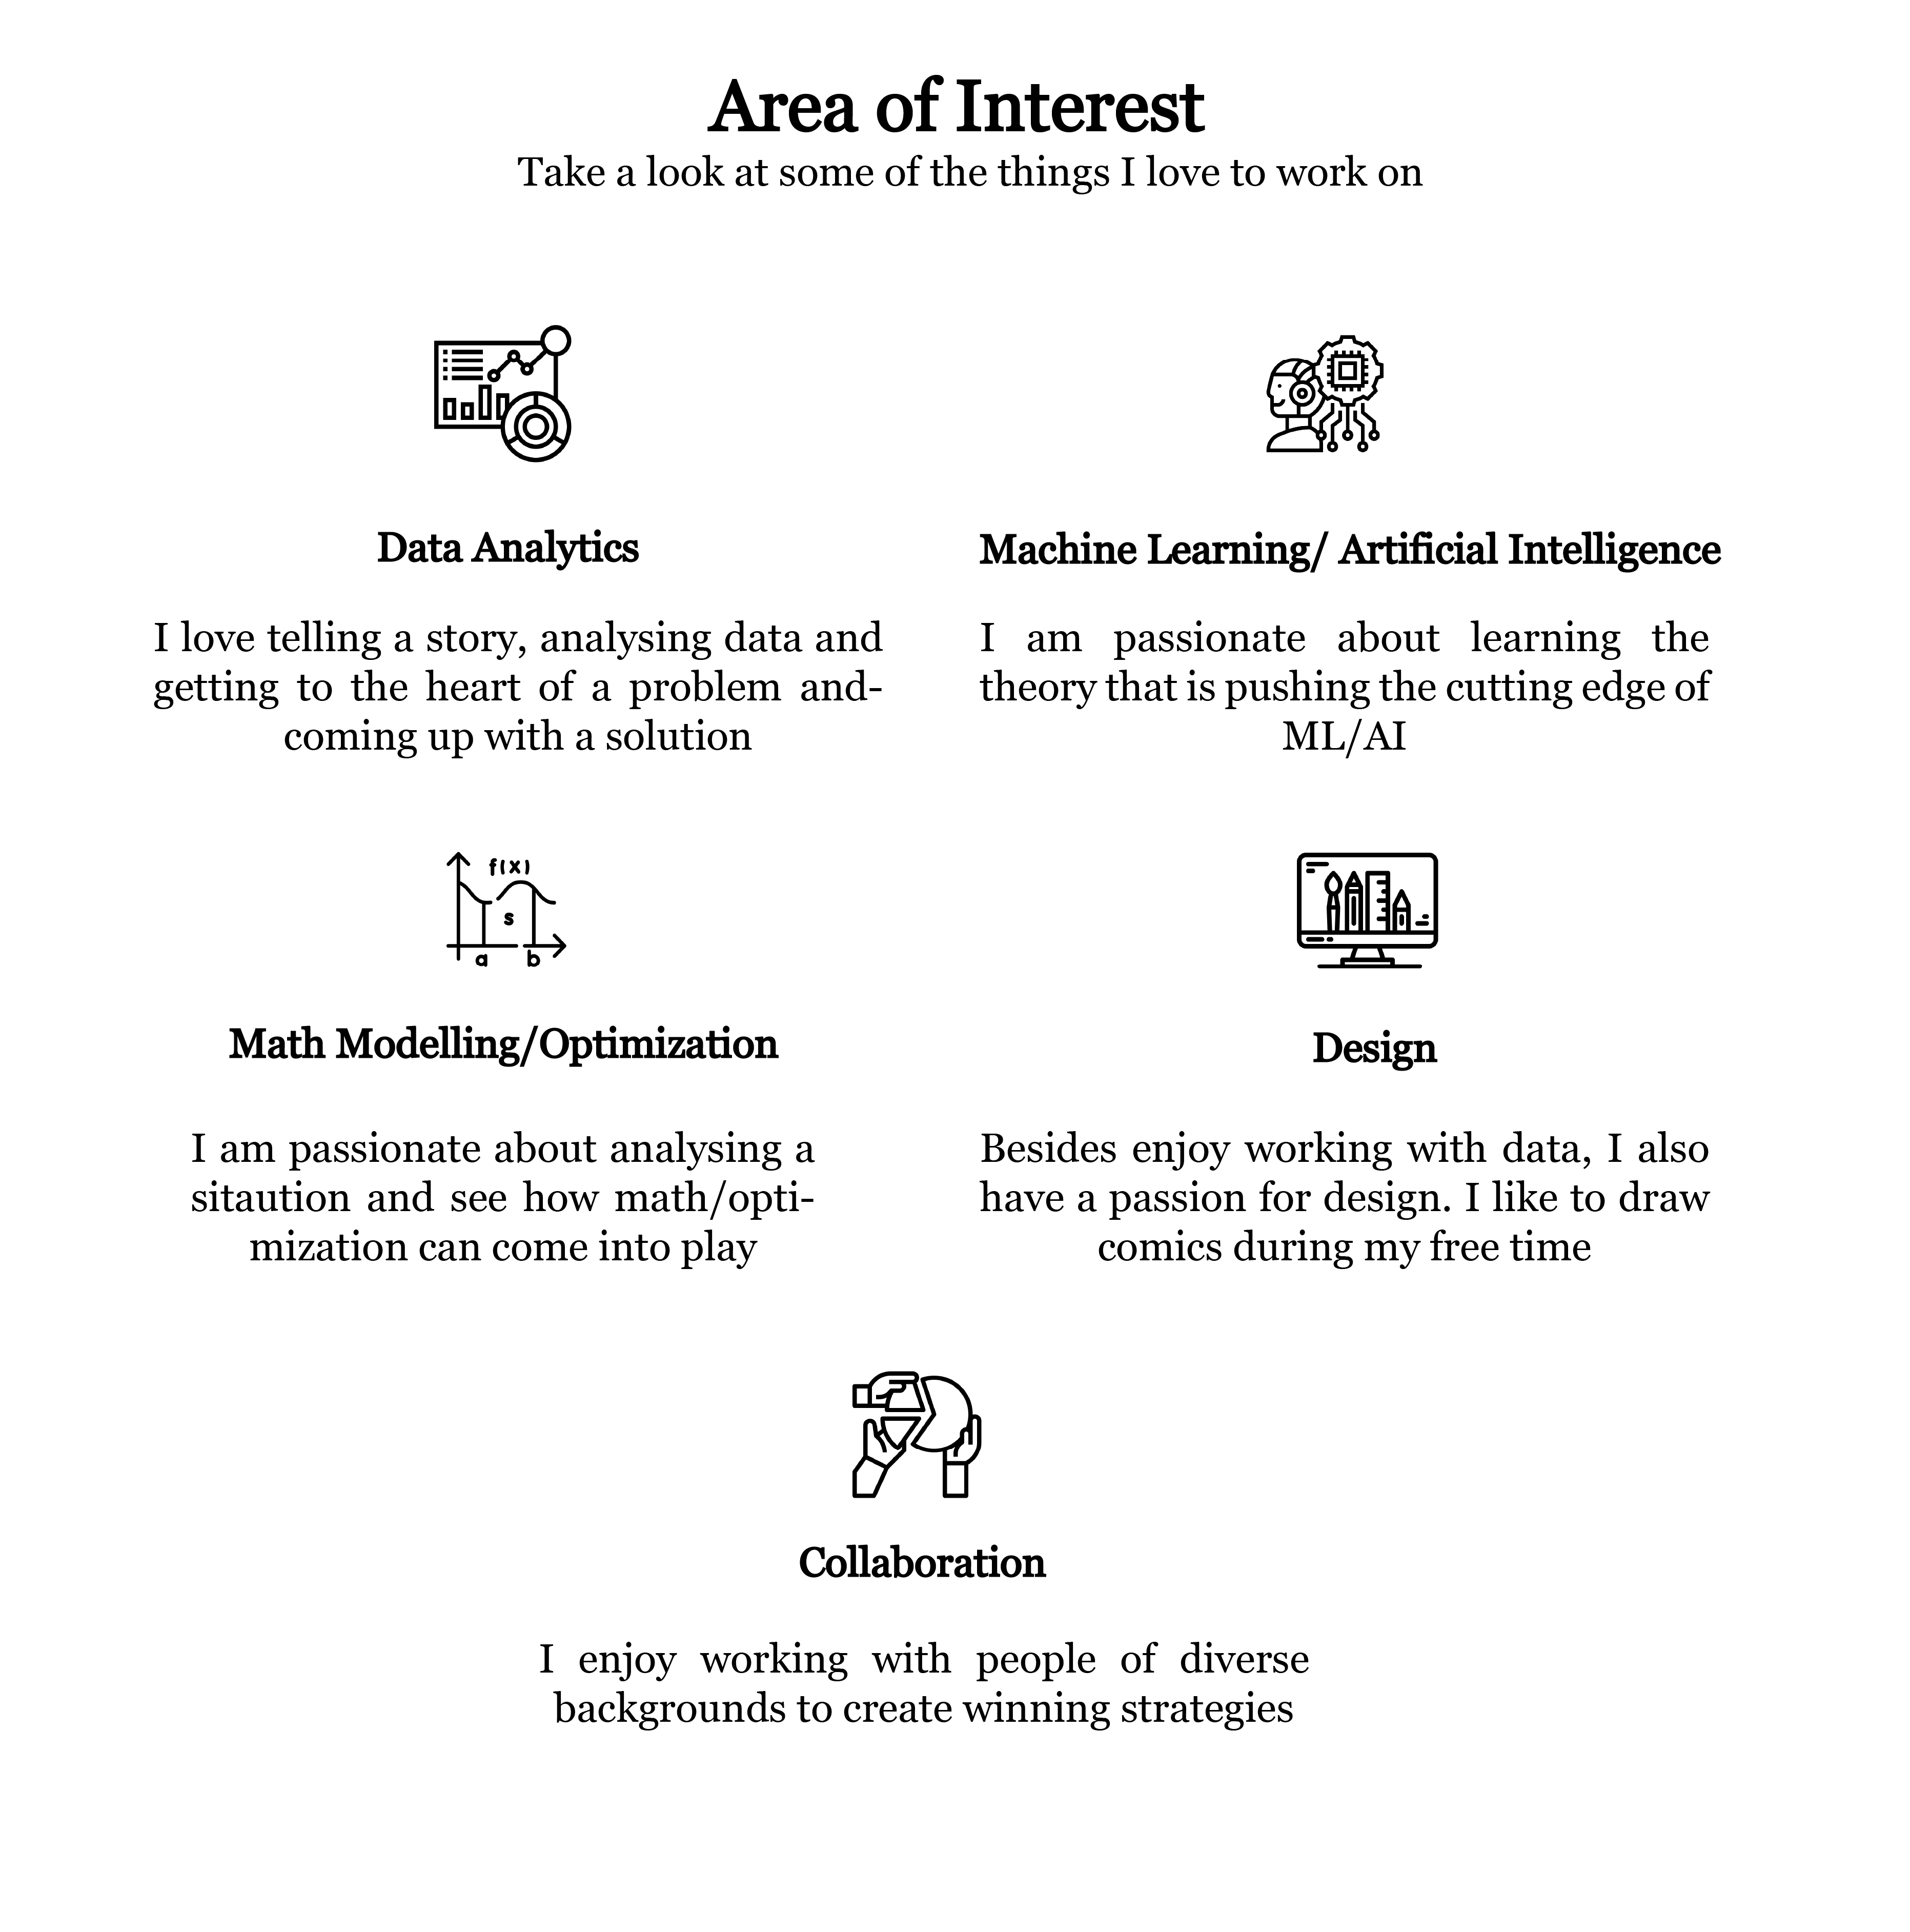 Area of Interest
Take a look at some of the things I love to work on
Data Analytics
I love telling a story, analysing data and
getting to the heart of a problem and-
coming up with a solution
Machine Learning/ Artificial Intelligence
I am passionate about learning the
theory that is pushing the cutting edge of
ML/AI
f(x)
s
a b
Math Modelling/Optimization
I am passionate about analysing a
sitaution and see how math/opti-
mization can come into play
Design
Besides enjoy working with data, I also
have a passion for design. I like to draw
comics during my free time
Collaboration
I enjoy working with people of diverse
backgrounds to create winning strategies